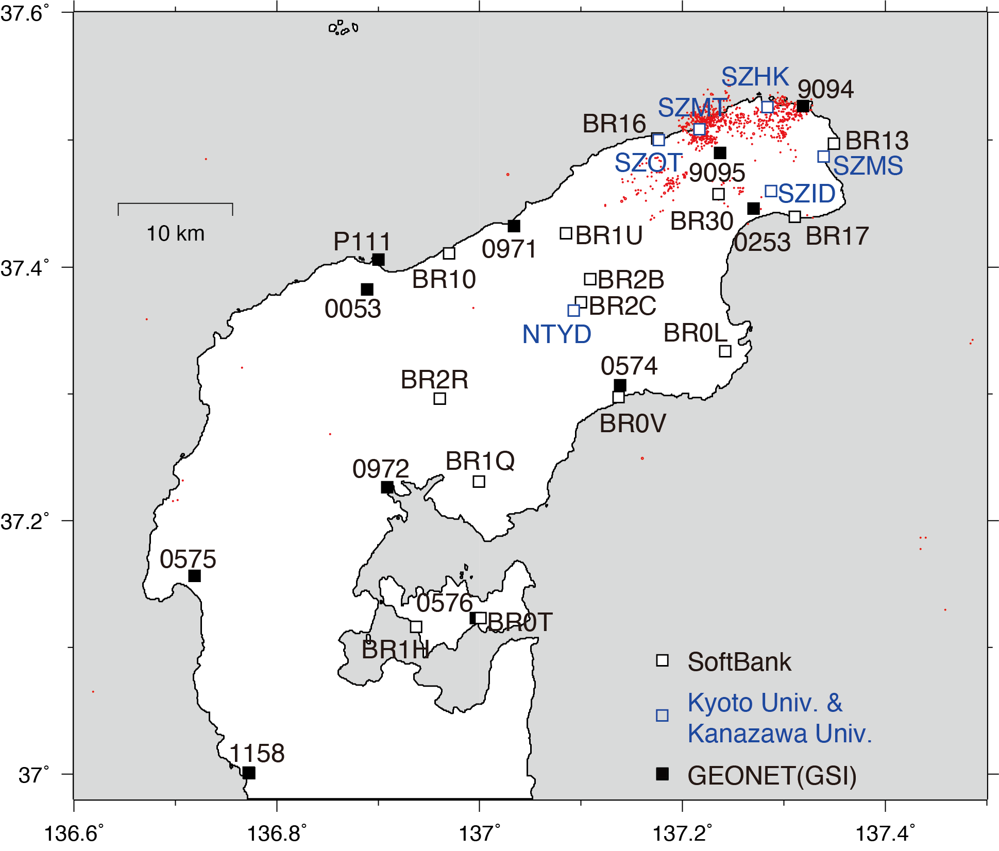 37.6°
SZHK
9094
SZMT
BR16
BR13
SZOT
SZMS
9095
SZID
10 km
BR30
P111
BR1U
0971
0253
BR17
37.4°
BR10
BR2B
0053
BR2C
NTYD
BR0L
0574
BR2R
BR0V
0972
BR1Q
37.2°
0575
0576
BR0T
BR1H
SoftBank
Kyoto Univ. &
Kanazawa Univ.
1158
GEONET(GSI)
37°
136.6°
136.8°
137°
137.2°
137.4°